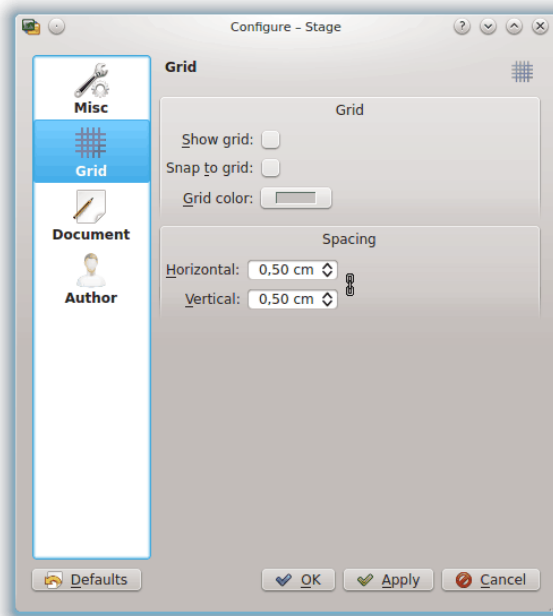 Configure – Stage
Misc
Grid
Document
Author
Grid
Grid
Show grid:
Snap to grid:
Grid color:
Spacing
Horizontal: 0,50 cm
Vertical: 0,50 cm
Defaults
OK
Apply
Cancel